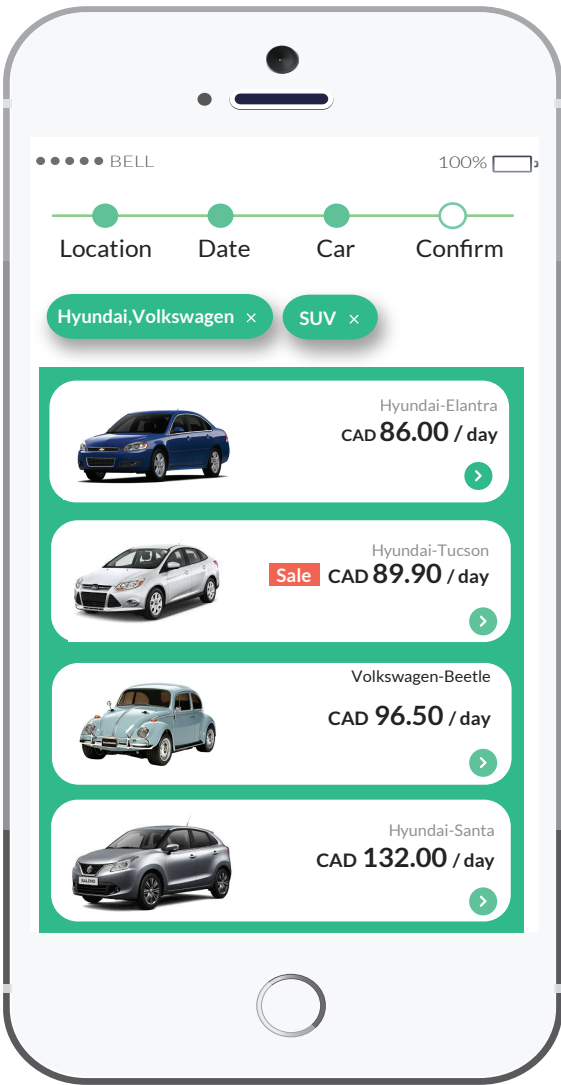 BELL 100%
Location Date Car Confirm
Hyundai,Volkswagen × SUV ×
Hyundai-Elantra
CAD 86.00 / day
Hyundai-Tucson
Sale CAD 89.90 / day
Volkswagen-Beetle
CAD 96.50 / day
Hyundai-Santa
CAD 132.00 / day
BALENO